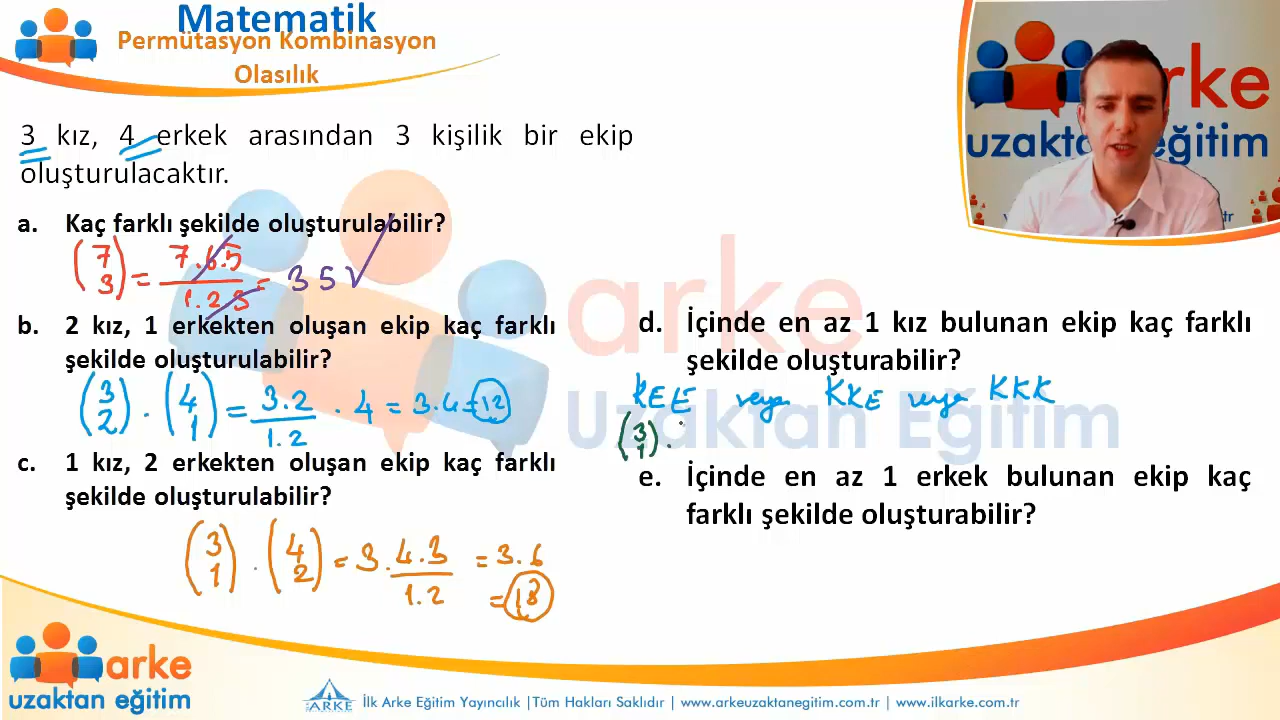 Matematik
Permütasyon Kombinasyon
Olasılık
arke
uzaktan eğitim
3 kız, 4 erkek arasından 3 kişilik bir ekip
oluşturulacaktır.
a. Kaç farklı şekilde oluşturulabilir?
(7 3) = 7.6.5 / 1.2.3 = 35 √
b. 2 kız, 1 erkekten oluşan ekip kaç farklı
şekilde oluşturulabilir?
(3 2) . (4 1) = 3.2 / 1.2 . 4 = 3.4 = 12
c. 1 kız, 2 erkekten oluşan ekip kaç farklı
şekilde oluşturulabilir?
(3 1) . (4 2) = 3 . 4.3 / 1.2 = 3.6
= 18
d. İçinde en az 1 kız bulunan ekip kaç farklı
şekilde oluşturabilir?
KEE veya KKE veya KKK
(3 1) .
e. İçinde en az 1 erkek bulunan ekip kaç
farklı şekilde oluşturabilir?
arke
Uzaktan Eğitim
arke
uzaktan eğitim
ARKE
İlk Arke Eğitim Yayıncılık |Tüm Hakları Saklıdır | www.arkeuzaktanegitim.com.tr | www.ilkarke.com.tr